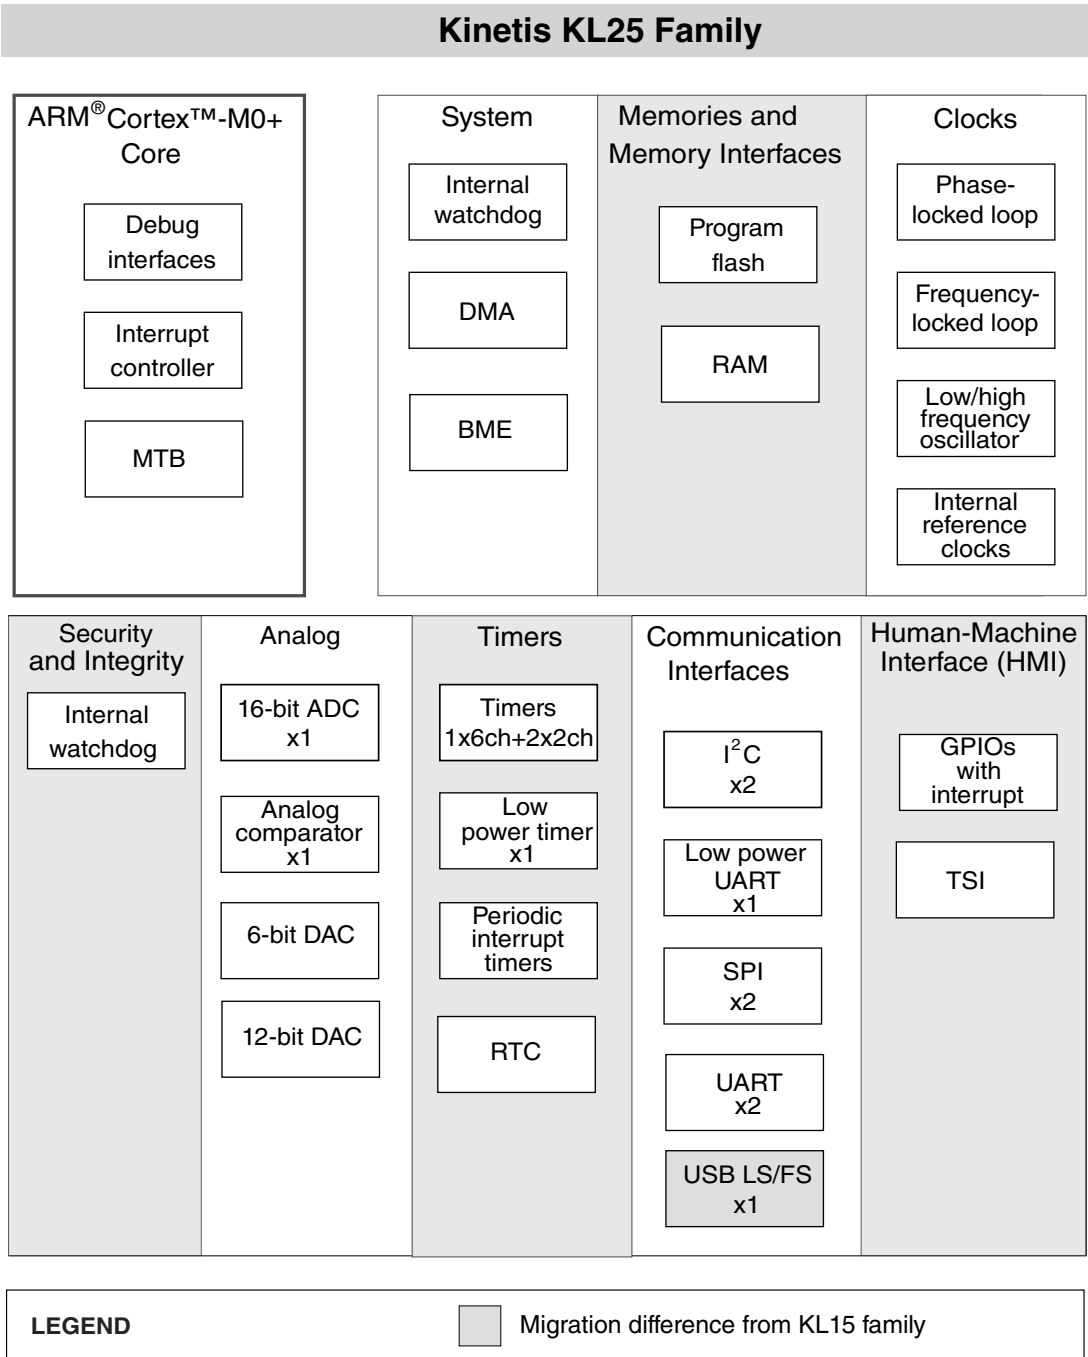 Kinetis KL25 Family
ARM®Cortex™-M0+
Core
Debug
interfaces
Interrupt
controller
MTB
System
Internal
watchdog
DMA
BME
Memories and
Memory Interfaces
Program
flash
RAM
Clocks
Phase-
locked loop
Frequency-
locked loop
Low/high
frequency
oscillator
Internal
reference
clocks
Security
and Integrity
Internal
watchdog
Analog
16-bit ADC
x1
Analog
comparator
x1
6-bit DAC
12-bit DAC
Timers
Timers
1x6ch+2x2ch
Low
power timer
x1
Periodic
interrupt
timers
RTC
Communication
Interfaces
I²C
x2
Low power
UART
x1
SPI
x2
UART
x2
USB LS/FS
x1
Human-Machine
Interface (HMI)
GPIOs
with
interrupt
TSI
LEGEND
Migration difference from KL15 family